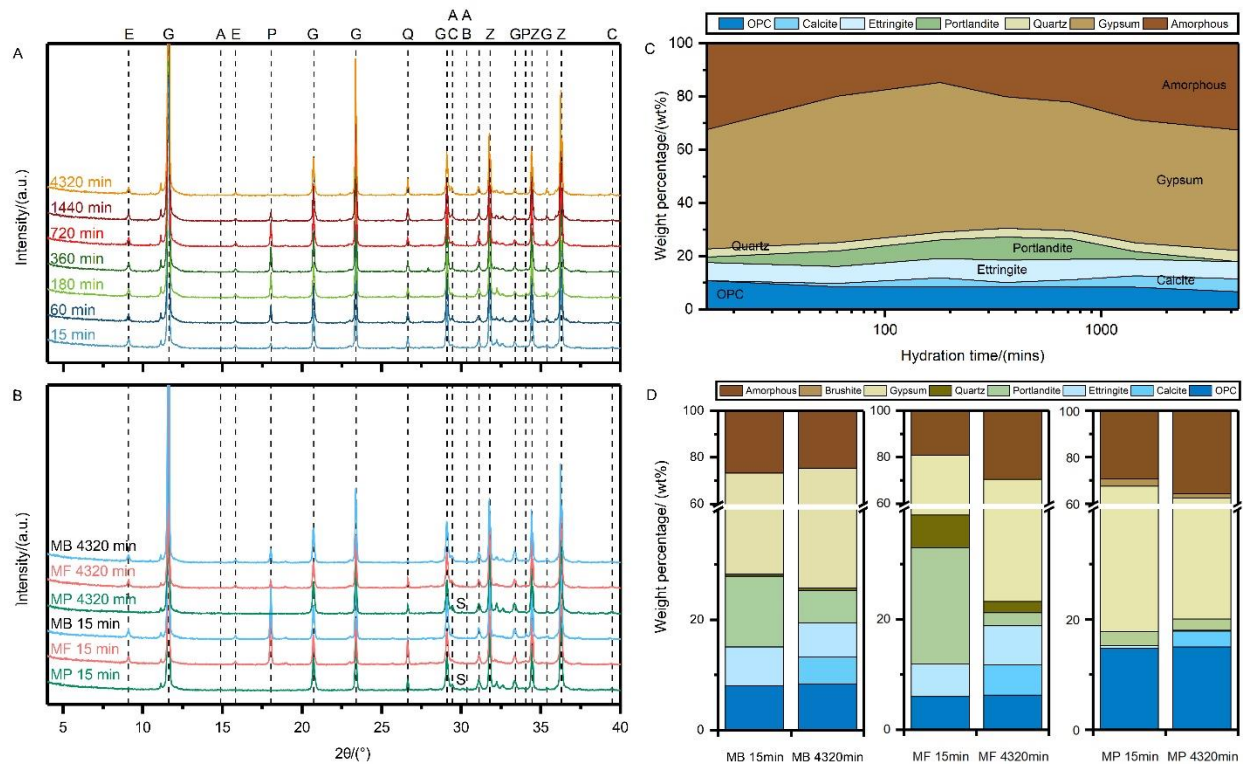 A A
E G A E P G G Q G C B Z G P Z G Z C
A
Intensity/(a.u.)
4320 min
1440 min
720 min
360 min
180 min
60 min
15 min
B
Intensity/(a.u.)
MB 4320 min
MF 4320 min
MP 4320 min
S
MB 15 min
MF 15 min
MP 15 min
S
5 10 15 20 25 30 35 40
2θ/(°)
OPC Calcite Ettringite Portlandite Quartz Gypsum Amorphous
C
Weight percentage/(wt%)
100
80
60
40
20
0
Amorphous
Gypsum
Quartz
Portlandite
Ettringite
Calcite
OPC
100 1000
Hydration time/(mins)
Amorphous Brushite Gypsum Quartz Portlandite Ettringite Calcite OPC
D
Weight percentage/ (wt%)
100 100 100
80 80 80
60 60 60
20 20 20
0 0 0
MB 15min MB 4320min MF 15min MF 4320min MP 15min MP 4320min